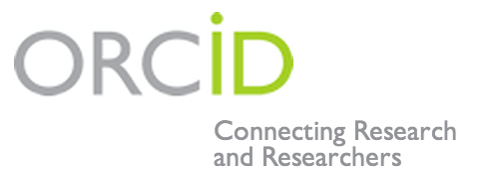 ORCiD
Connecting Research
and Researchers